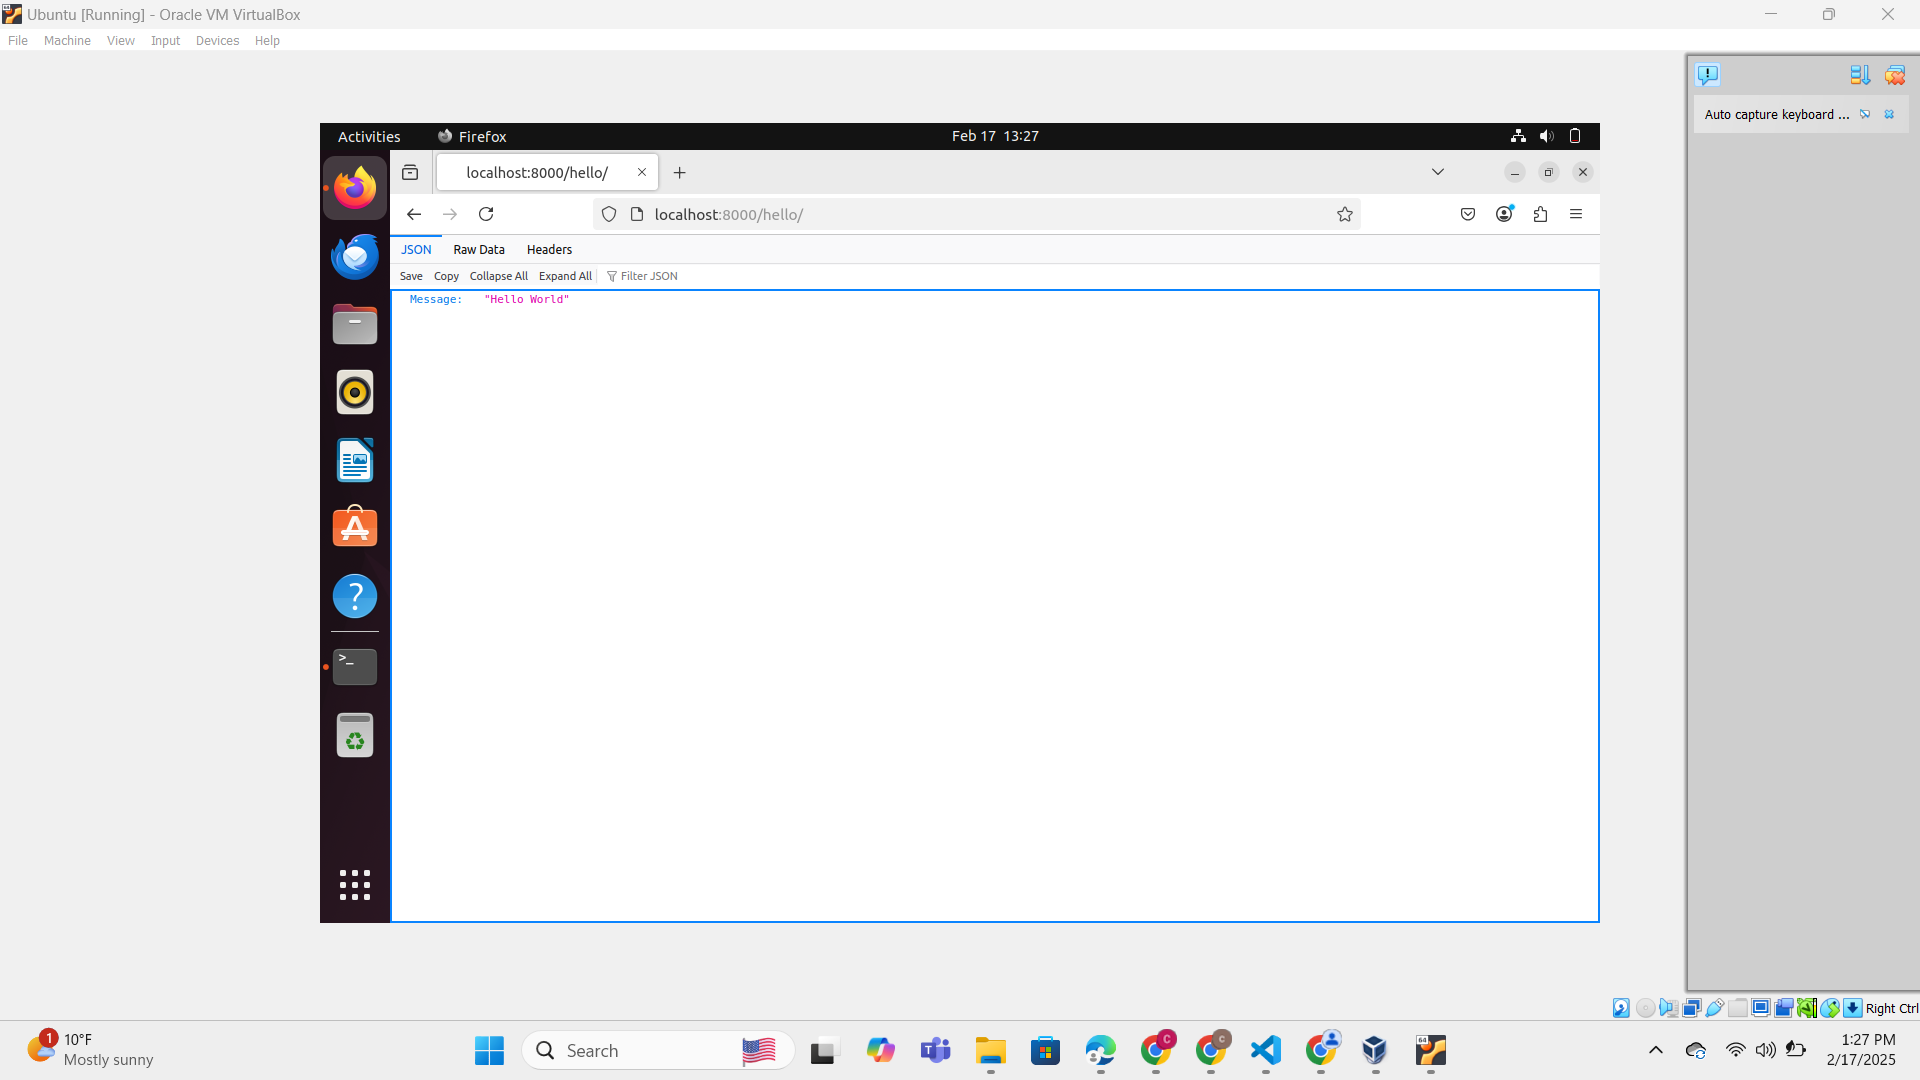 Ubuntu [Running] - Oracle VM VirtualBox
File Machine View Input Devices Help
Auto capture keyboard ...
Activities Firefox Feb 17 13:27
localhost:8000/hello/
localhost:8000/hello/
JSON Raw Data Headers
Save Copy Collapse All Expand All Filter JSON
Message: "Hello World"
Right Ctrl
1
10°F
Mostly sunny
Search
1:27 PM
2/17/2025